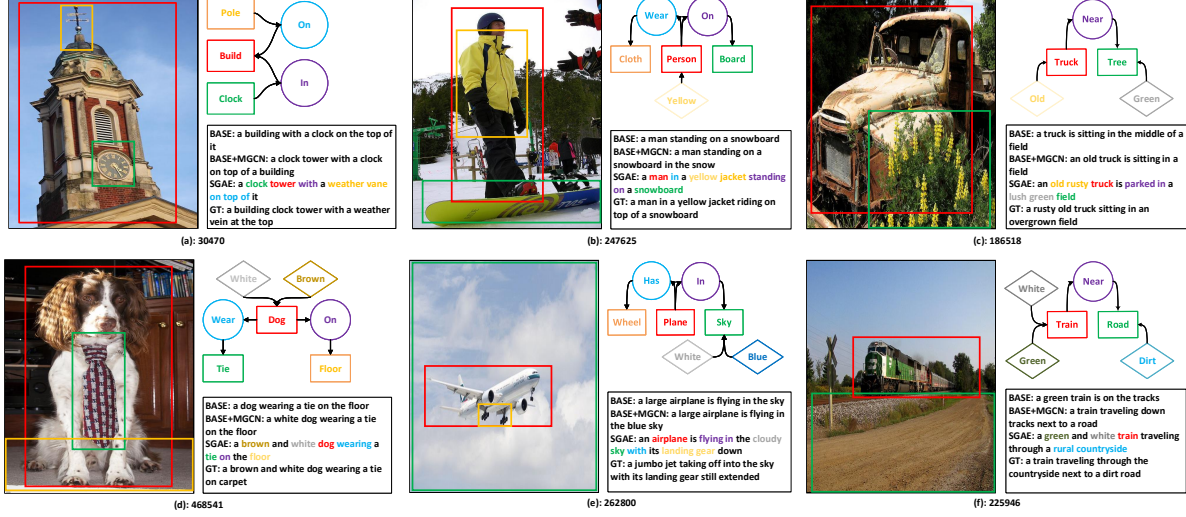 Pole
On
Build
In
Clock
BASE: a building with a clock on the top of
it
BASE+MGCN: a clock tower with a clock
on top of a building
SGAE: a clock tower with a weather vane
on top of it
GT: a building clock tower with a weather
vein at the top
(a): 30470
Wear
On
Cloth
Person
Board
Yellow
BASE: a man standing on a snowboard
BASE+MGCN: a man standing on a
snowboard in the snow
SGAE: a man in a yellow jacket standing
on a snowboard
GT: a man in a yellow jacket riding on
top of a snowboard
(b): 247625
Near
Truck
Tree
Old
Green
BASE: a truck is sitting in the middle of a
field
BASE+MGCN: an old truck is sitting in a
field
SGAE: an old rusty truck is parked in a
lush green field
GT: a rusty old truck sitting in an
overgrown field
(c): 186518
White
Brown
Wear
Dog
On
Tie
Floor
BASE: a dog wearing a tie on the floor
BASE+MGCN: a white dog wearing a tie
on the floor
SGAE: a brown and white dog wearing a
tie on the floor
GT: a brown and white dog wearing a tie
on carpet
(d): 468541
Has
In
Wheel
Plane
Sky
White
Blue
BASE: a large airplane is flying in the sky
BASE+MGCN: a large airplane is flying in
the blue sky
SGAE: an airplane is flying in the cloudy
sky with its landing gear down
GT: a jumbo jet taking off into the sky
with its landing gear still extended
(e): 262800
White
Near
Train
Road
Green
Dirt
BASE: a green train is on the tracks
BASE+MGCN: a train traveling down
tracks next to a road
SGAE: a green and white train traveling
through a rural countryside
GT: a train traveling through the
countryside next to a dirt road
(f): 225946